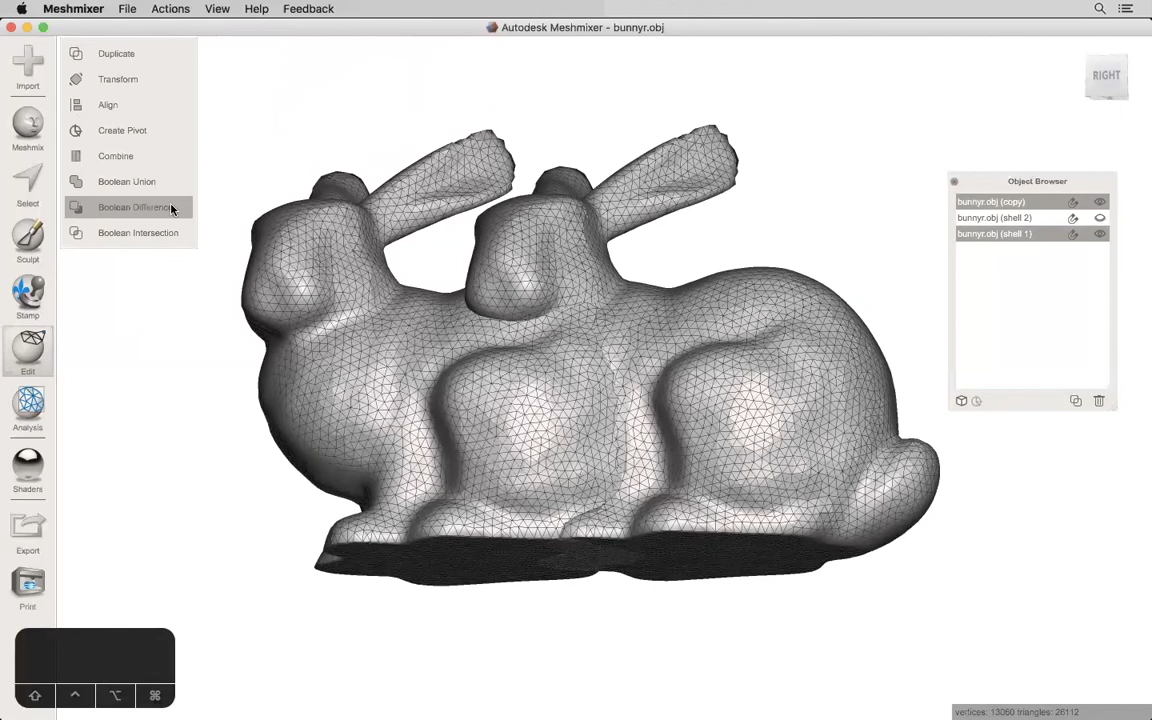 Meshmixer File Actions View Help Feedback
Autodesk Meshmixer - bunnyr.obj
Import
Meshmix
Select
Sculpt
Stamp
Edit
Analysis
Shaders
Export
Print
Duplicate
Transform
Align
Create Pivot
Combine
Boolean Union
Boolean Difference
Boolean Intersection
RIGHT
Object Browser
bunnyr.obj (copy)
bunnyr.obj (shell 2)
bunnyr.obj (shell 1)
vertices: 13060 triangles: 26112